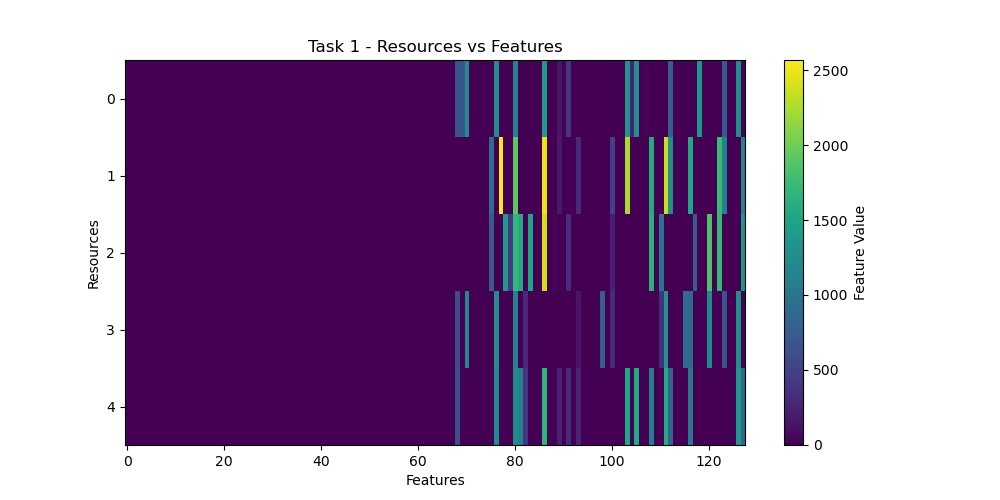 Task 1 - Resources vs Features
2500
2000
1500
1000
500
0
Feature Value
Resources
0
1
2
3
4
0 20 40 60 80 100 120
Features